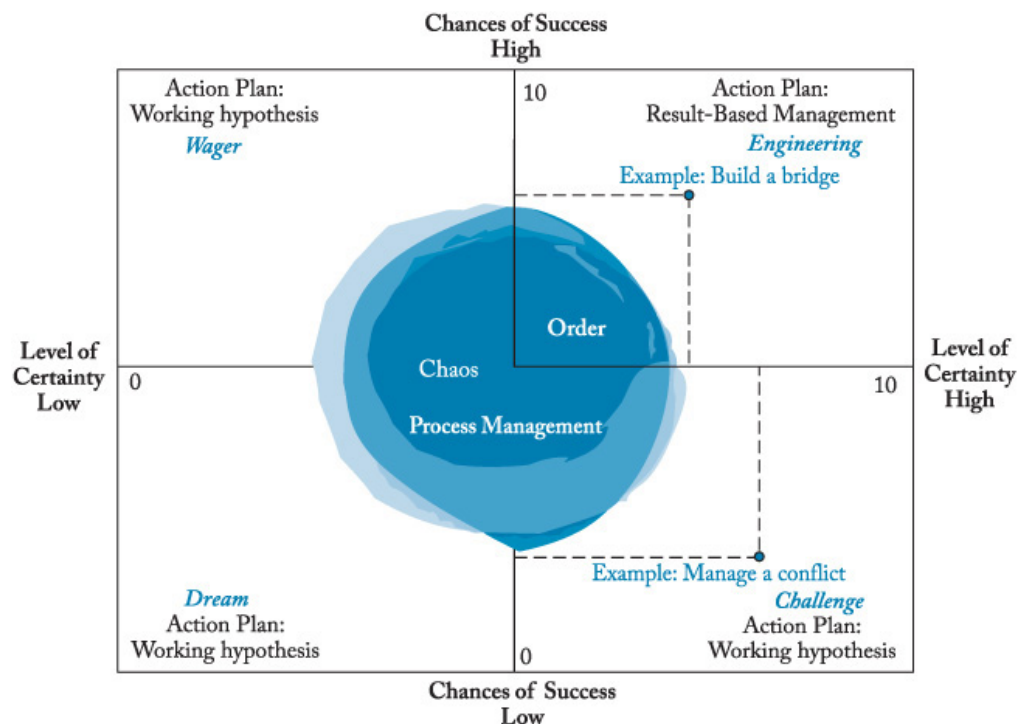 Chances of Success
High
Action Plan:
Working hypothesis
Wager
10
Action Plan:
Result-Based Management
Engineering
Example: Build a bridge
Order
Chaos
Process Management
Level of
Certainty
Low
0
10
Level of
Certainty
High
Example: Manage a conflict
Dream
Action Plan:
Working hypothesis
Challenge
Action Plan:
Working hypothesis
0
Chances of Success
Low